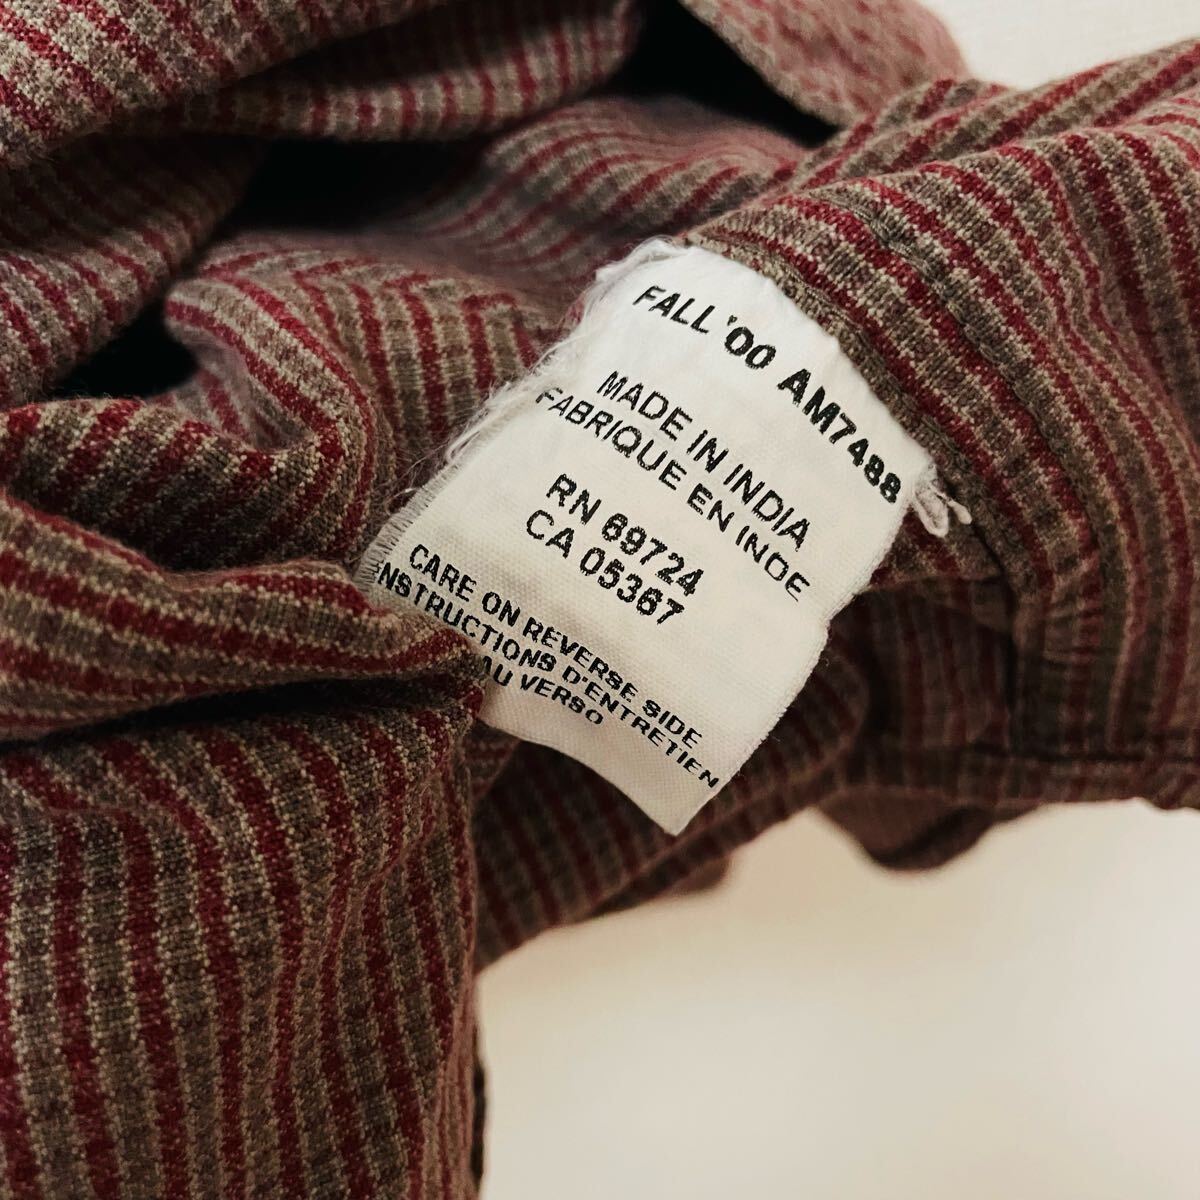 FALL '00 AM7488
MADE IN INDIA
FABRIQUE EN INDE
RN 69724
CA 05367
CARE ON REVERSE SIDE
INSTRUCTIONS D'ENTRETIEN
AU VERSO